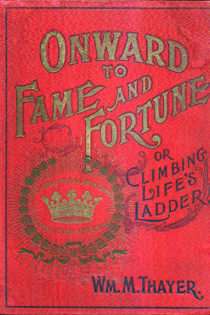 ONWARD
TO
FAME AND
FORTUNE
OR
CLIMBING
LIFE'S
LADDER
WM. M. THAYER.